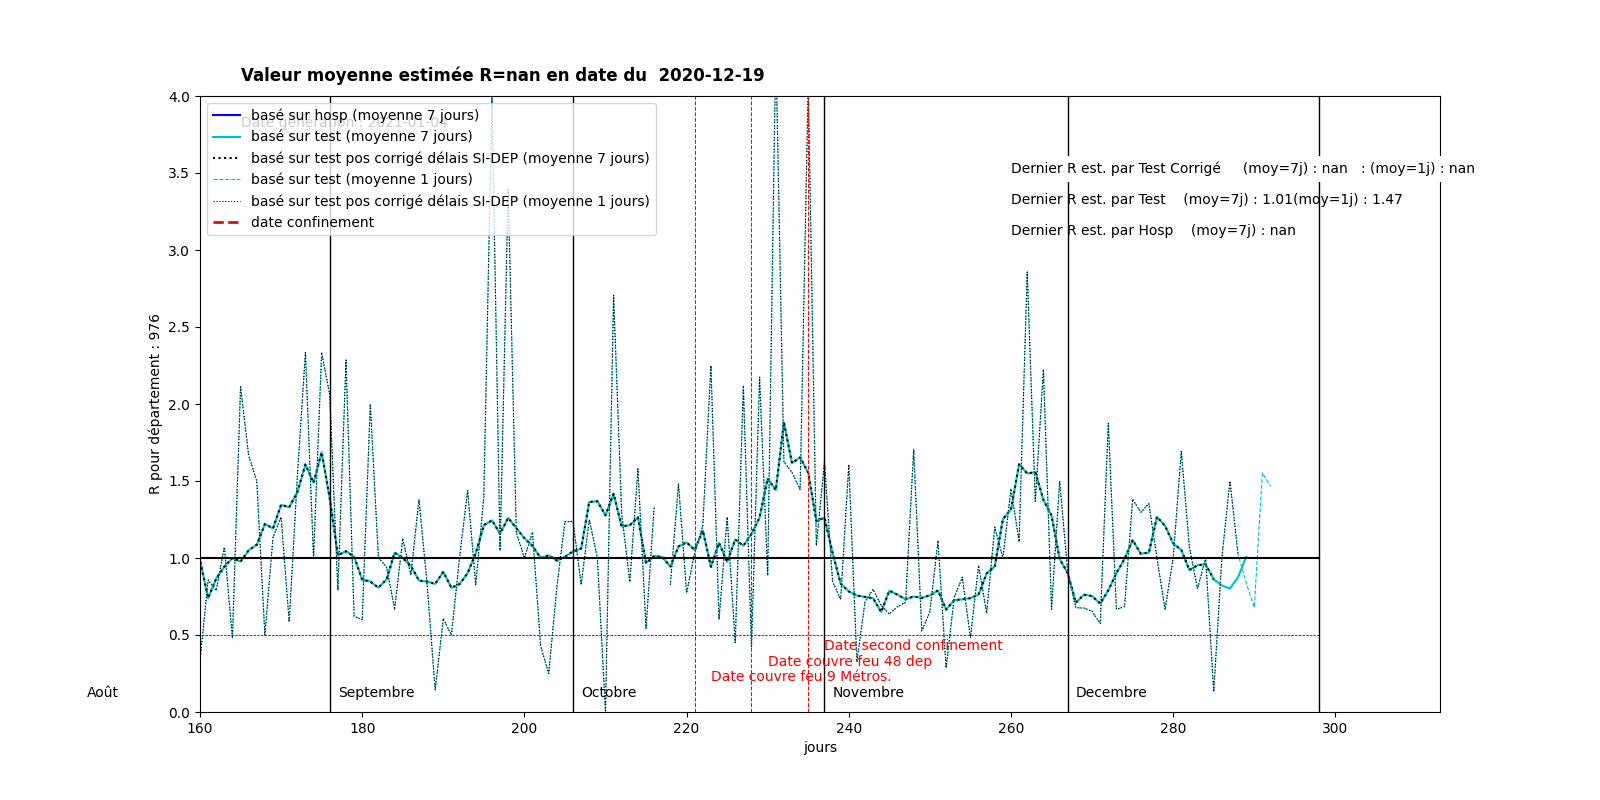 Valeur moyenne estimée R=nan en date du  2020-12-19
Date génération : 2021-01-04
basé sur hosp (moyenne 7 jours)
basé sur test (moyenne 7 jours)
basé sur test pos corrigé délais SI-DEP (moyenne 7 jours)
basé sur test (moyenne 1 jours)
basé sur test pos corrigé délais SI-DEP (moyenne 1 jours)
date confinement
Dernier R est. par Test Corrigé     (moy=7j) : nan   : (moy=1j) : nan
Dernier R est. par Test    (moy=7j) : 1.01(moy=1j) : 1.47
Dernier R est. par Hosp    (moy=7j) : nan
R pour département : 976
4.0
3.5
3.0
2.5
2.0
1.5
1.0
0.5
0.0
Date second confinement
Date couvre feu 48 dep
Date couvre feu 9 Métros.
Août
Septembre
Octobre
Novembre
Decembre
160
180
200
220
240
260
280
300
jours